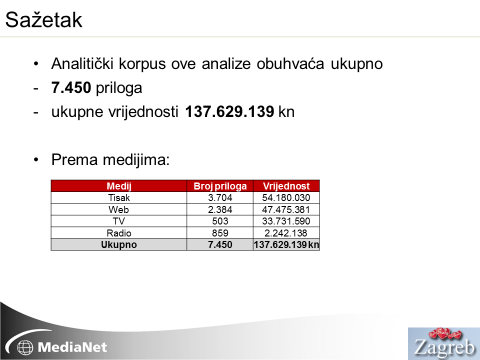 Sažetak
• Analitički korpus ove analize obuhvaća ukupno
- 7.450 priloga
- ukupne vrijednosti 137.629.139 kn
• Prema medijima:
Medij Broj priloga Vrijednost
Tisak 3.704 54.180.030
Web 2.384 47.475.381
TV 503 33.731.590
Radio 859 2.242.138
Ukupno 7.450 137.629.139 kn
MediaNet
Zagreb